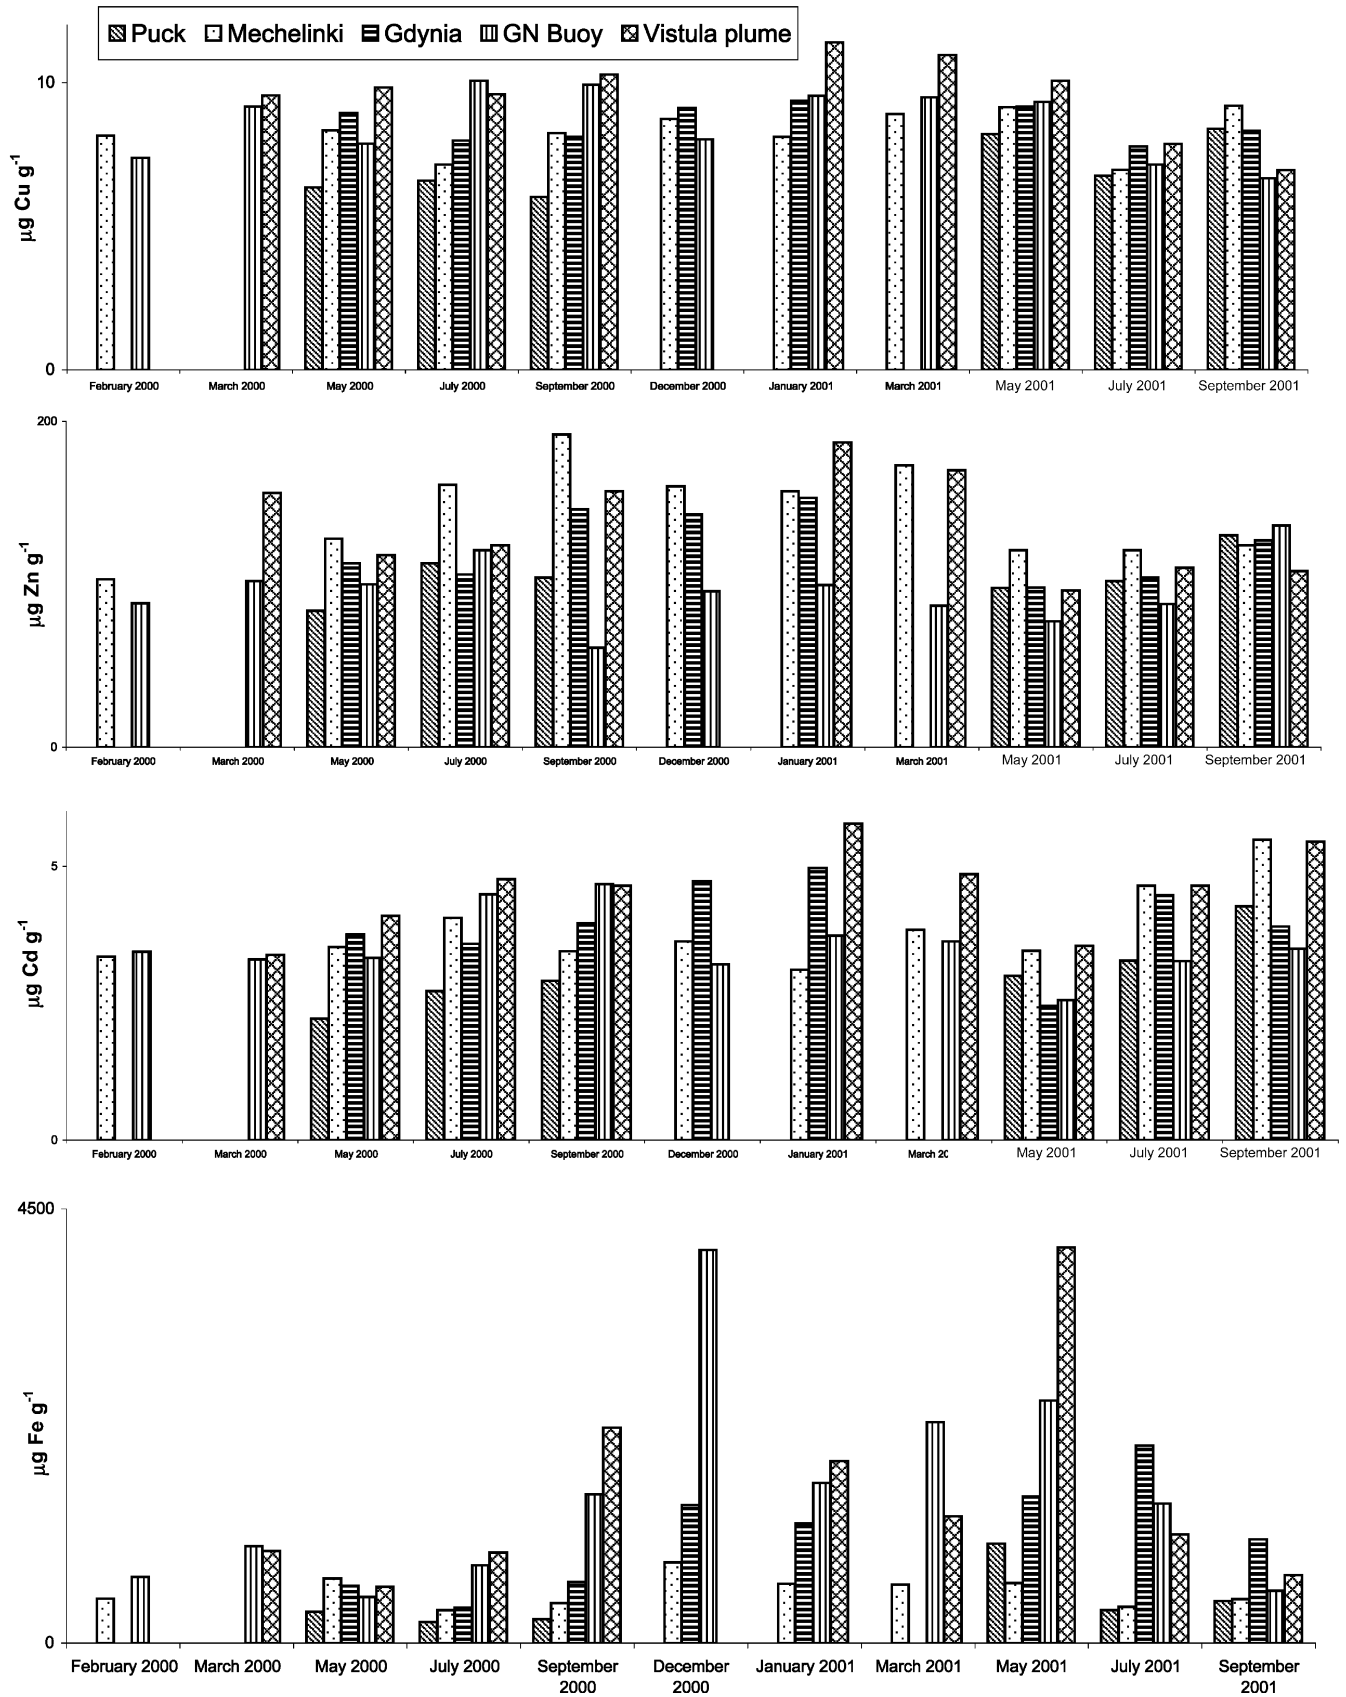 Puck Mechelinki Gdynia GN Buoy Vistula plume
10
µg Cu g-1
0
February 2000 March 2000 May 2000 July 2000 September 2000 December 2000 January 2001 March 2001 May 2001 July 2001 September 2001
200
µg Zn g-1
0
February 2000 March 2000 May 2000 July 2000 September 2000 December 2000 January 2001 March 2001 May 2001 July 2001 September 2001
5
µg Cd g-1
0
February 2000 March 2000 May 2000 July 2000 September 2000 December 2000 January 2001 March 20 May 2001 July 2001 September 2001
4500
µg Fe g-1
0
February 2000 March 2000 May 2000 July 2000 September December January 2001 March 2001 May 2001 July 2001 September
2000 2000 2001